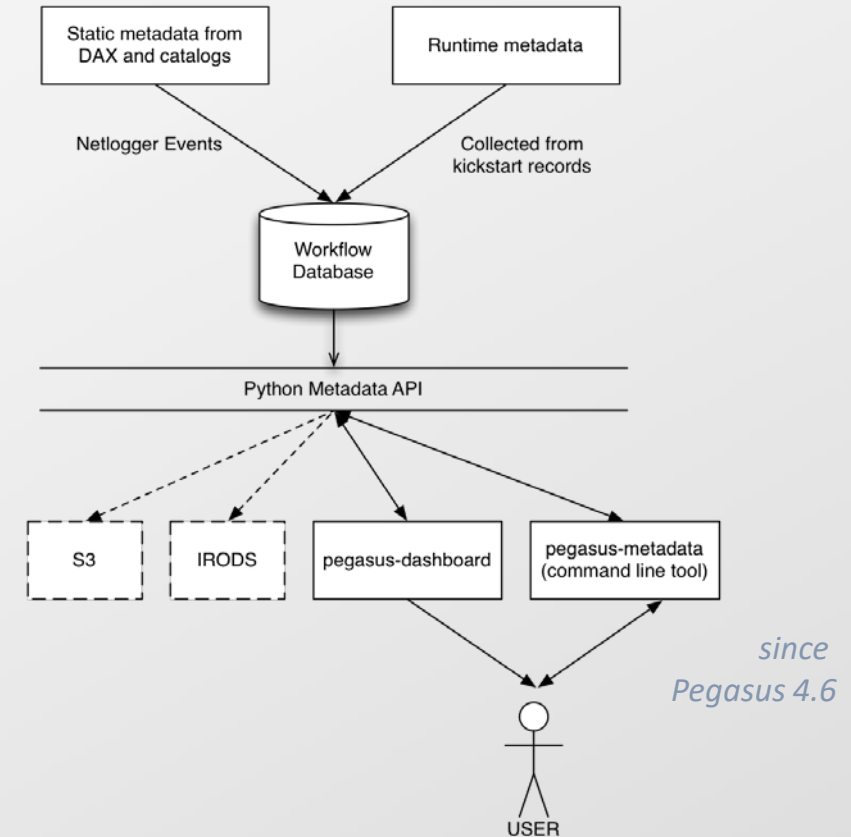 Static metadata from
DAX and catalogs
Runtime metadata
Netlogger Events
Collected from
kickstart records
Workflow
Database
Python Metadata API
S3
IRODS
pegasus-dashboard
pegasus-metadata
(command line tool)
since
Pegasus 4.6
USER